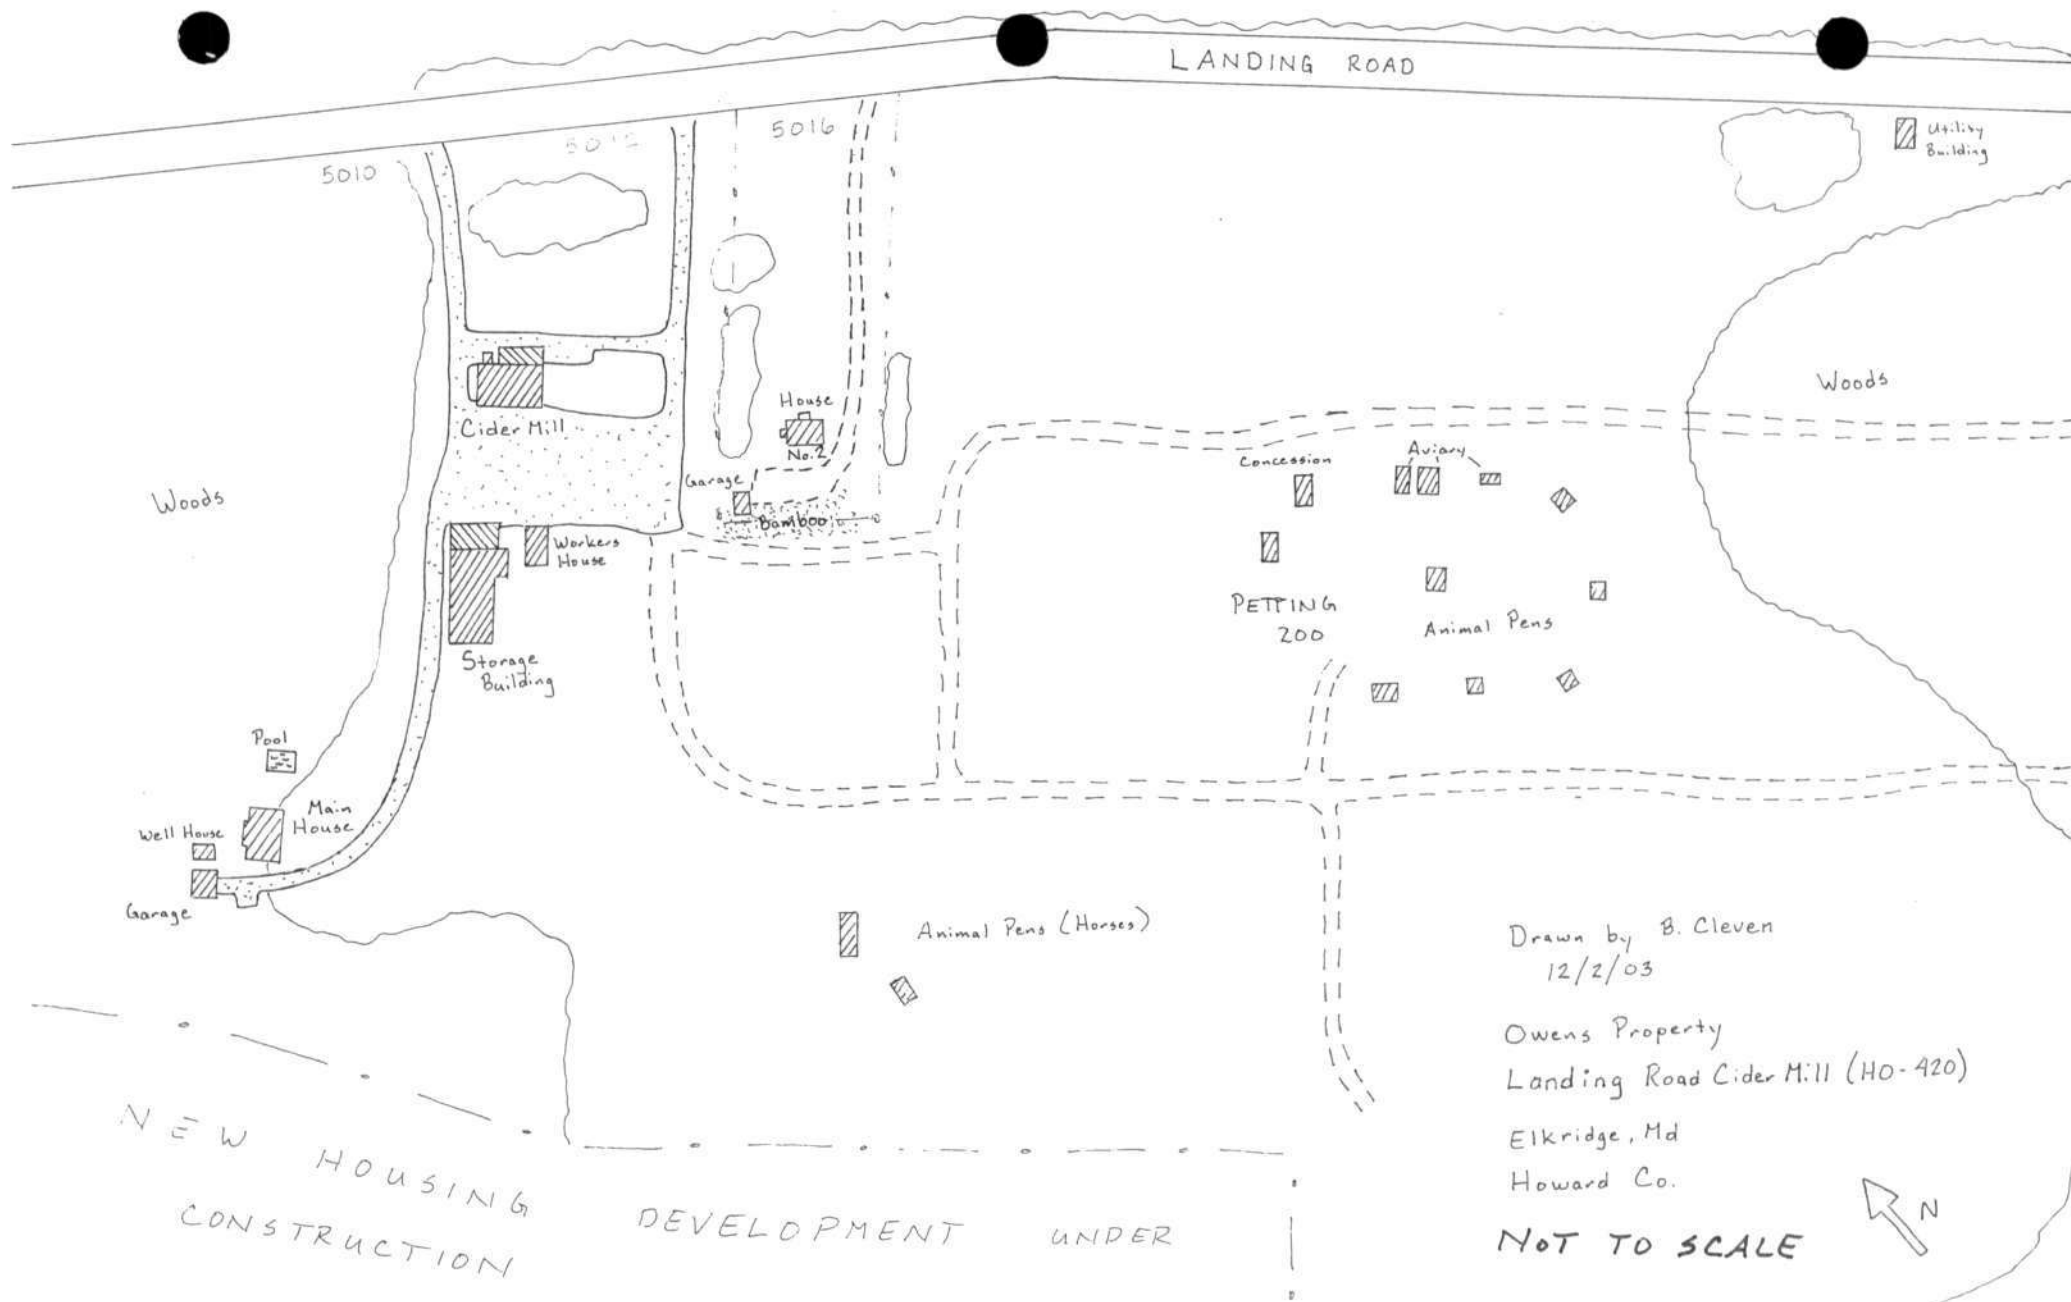 LANDING ROAD
5010
5012
5016
Utility
Building
Woods
House
No. 2
Cider Mill
Garage
Bamboo
Concession
Aviary
Woods
Workers
House
PETTING
ZOO
Animal Pens
Storage
Building
Pool
Main
House
Well House
Garage
Animal Pens (Horses)
Drawn by B. Cleven
12/2/03
Owens Property
Landing Road Cider Mill (HO-420)
Elkridge, Md
Howard Co.
N
NOT TO SCALE
NEW HOUSING DEVELOPMENT UNDER
CONSTRUCTION